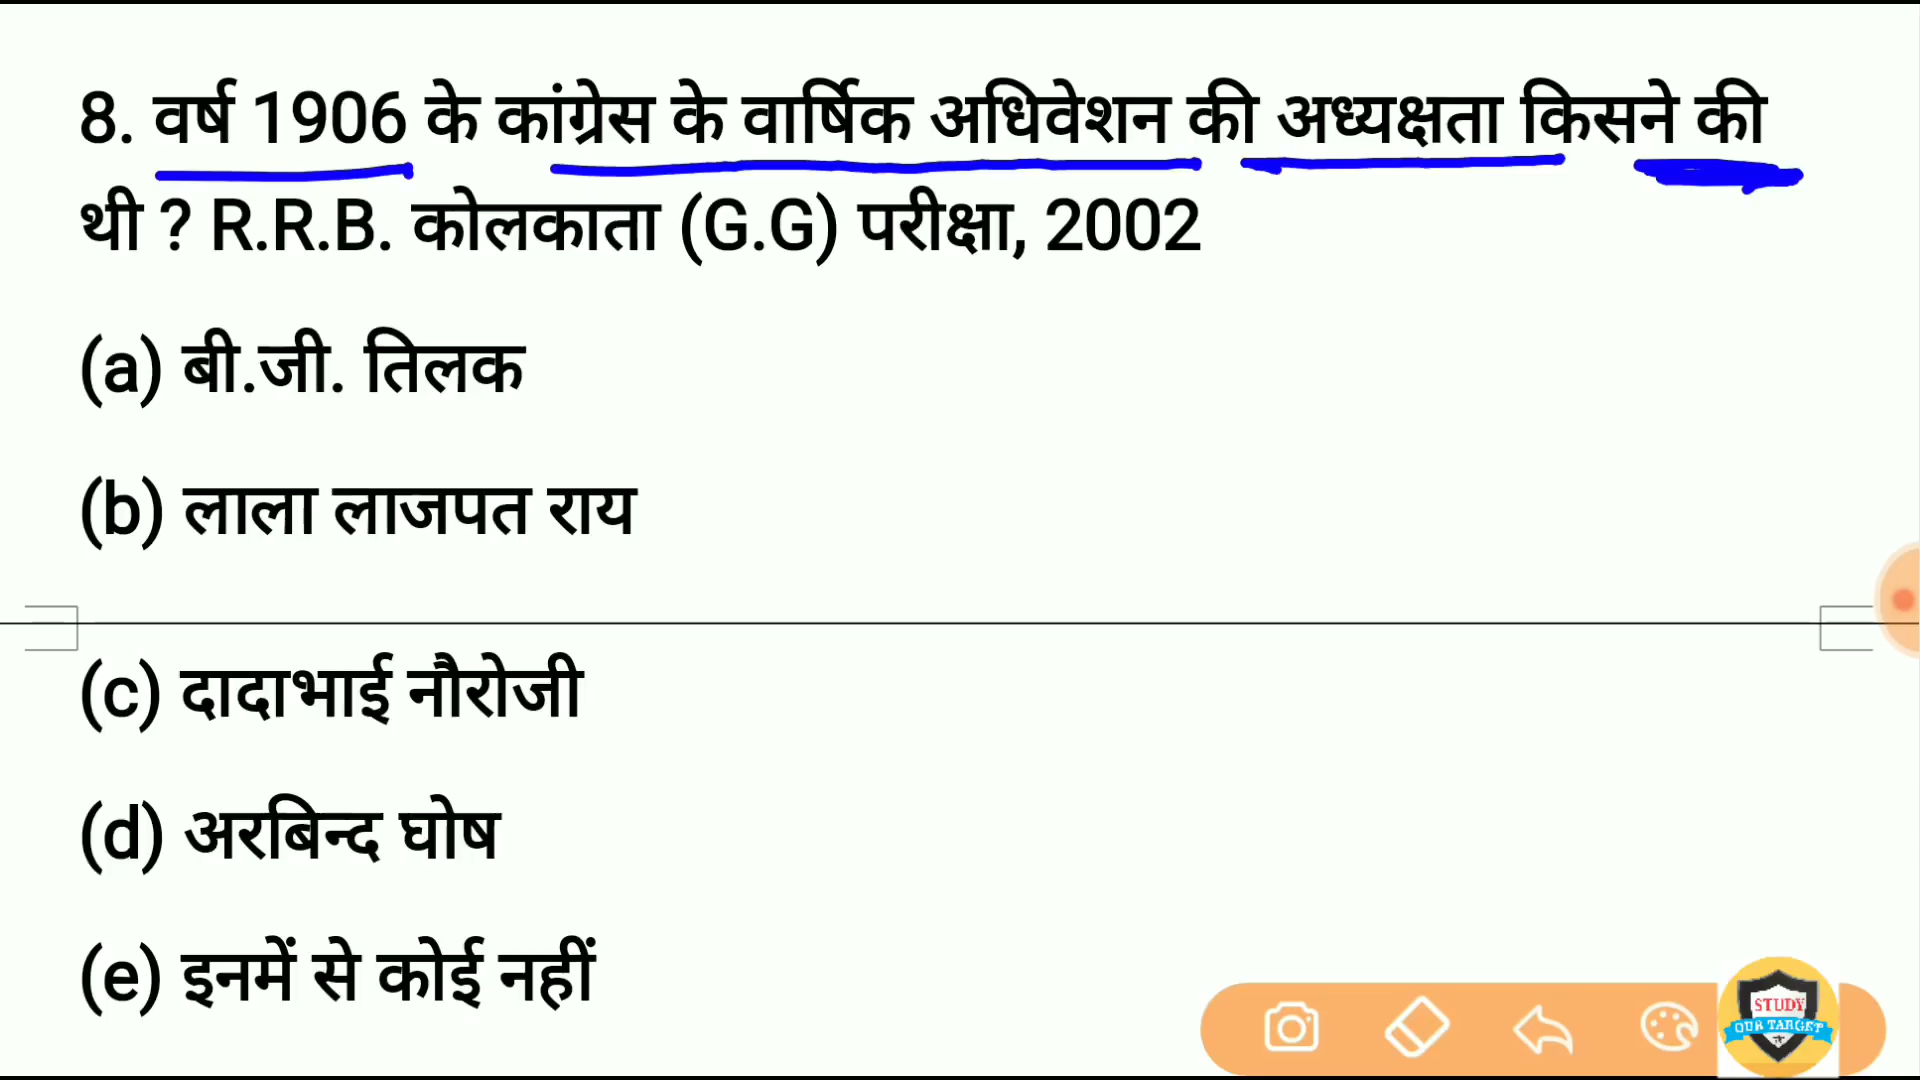 8. वर्ष 1906 के कांग्रेस के वार्षिक अधिवेशन की अध्यक्षता किसने की
थी ? R.R.B. कोलकाता (G.G) परीक्षा, 2002
(a) बी.जी. तिलक
(b) लाला लाजपत राय
(c) दादाभाई नौरोजी
(d) अरबिन्द घोष
(e) इनमें से कोई नहीं
STUDY
OUR TARGET